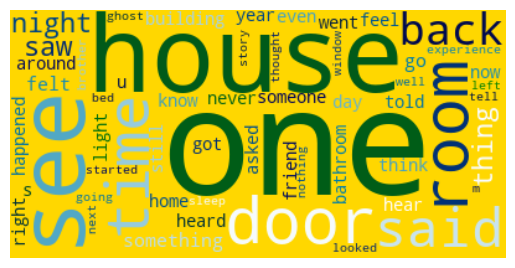 night
ghost
building
year
even
went
feel
back
saw
house
story
thought
window
experience
around
felt
u
know
never
someone
day
go
told
now
well
left
tell
see
happened
light
time
still
bed
started
one
got
asked
friend
nothing
bathroom
think
room
thing
m
s
right
going
next
home
sleep
heard
something
door
hear
looked
said